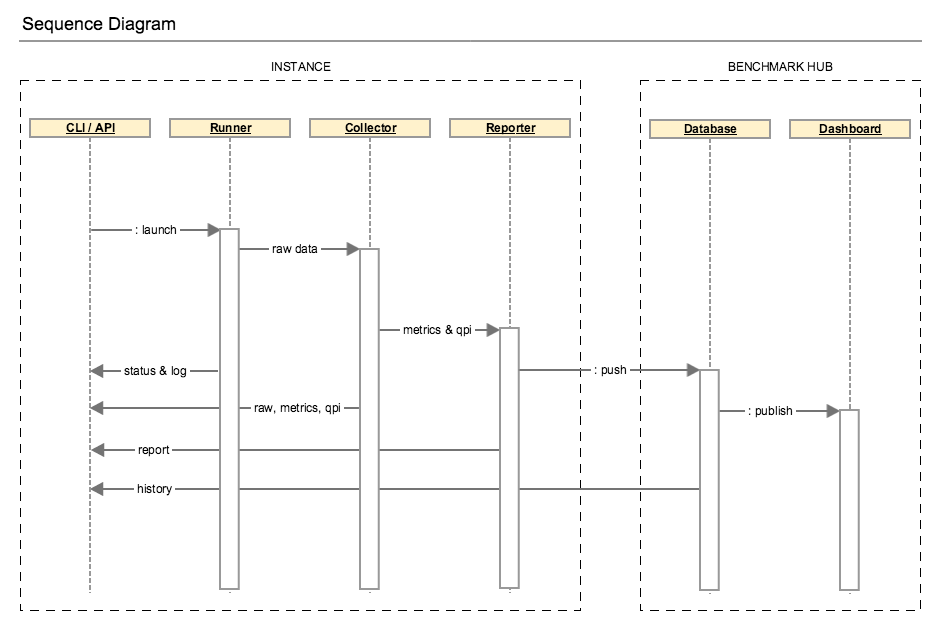 Sequence Diagram
INSTANCE
BENCHMARK HUB
CLI / API
Runner
Collector
Reporter
Database
Dashboard
: launch
raw data
metrics & qpi
status & log
: push
raw, metrics, qpi
: publish
report
history